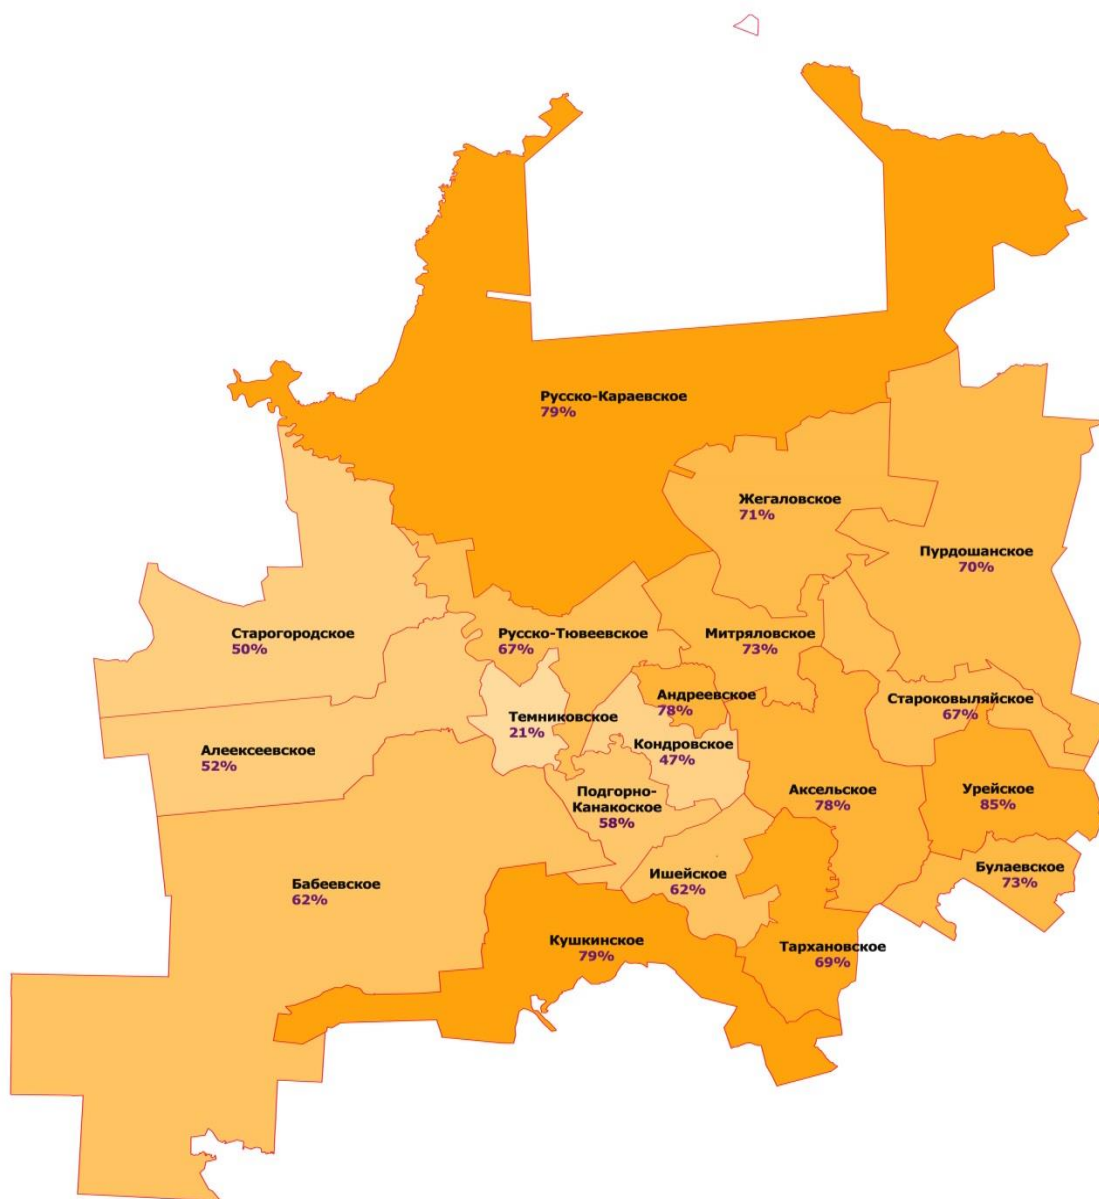 Русско-Караевское
79%
Жегаловское
71%
Пурдошанское
70%
Старогородское
50%
Русско-Тювеевское
67%
Митряловское
73%
Андреевское
78%
Староковыляйское
67%
Темниковское
21%
Кондровское
47%
Алеексеевское
52%
Подгорно-
Канакоское
58%
Аксельское
78%
Урейское
85%
Бабеевское
62%
Ишейское
62%
Булаевское
73%
Кушкинское
79%
Тархановское
69%